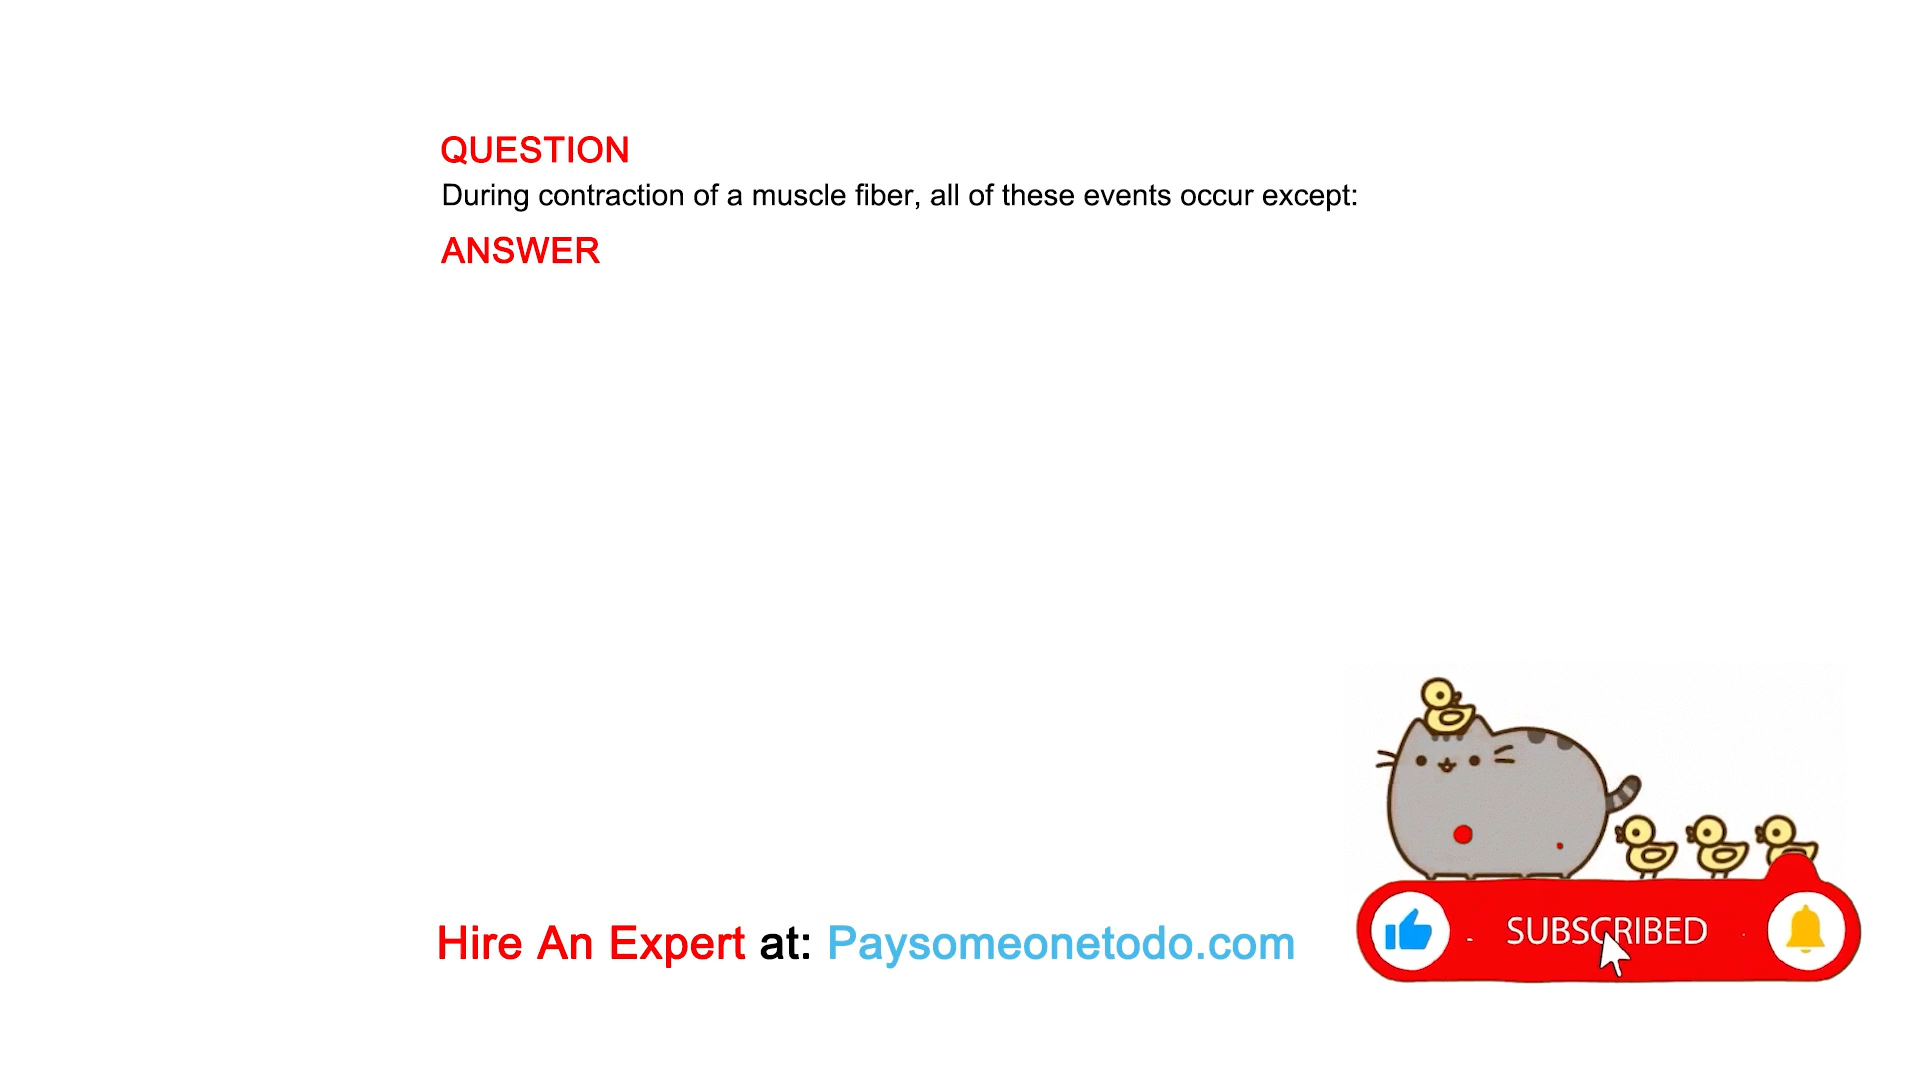 QUESTION
During contraction of a muscle fiber, all of these events occur except:
ANSWER
Hire An Expert at: Paysomeonetodo.com
SUBSCRIBED